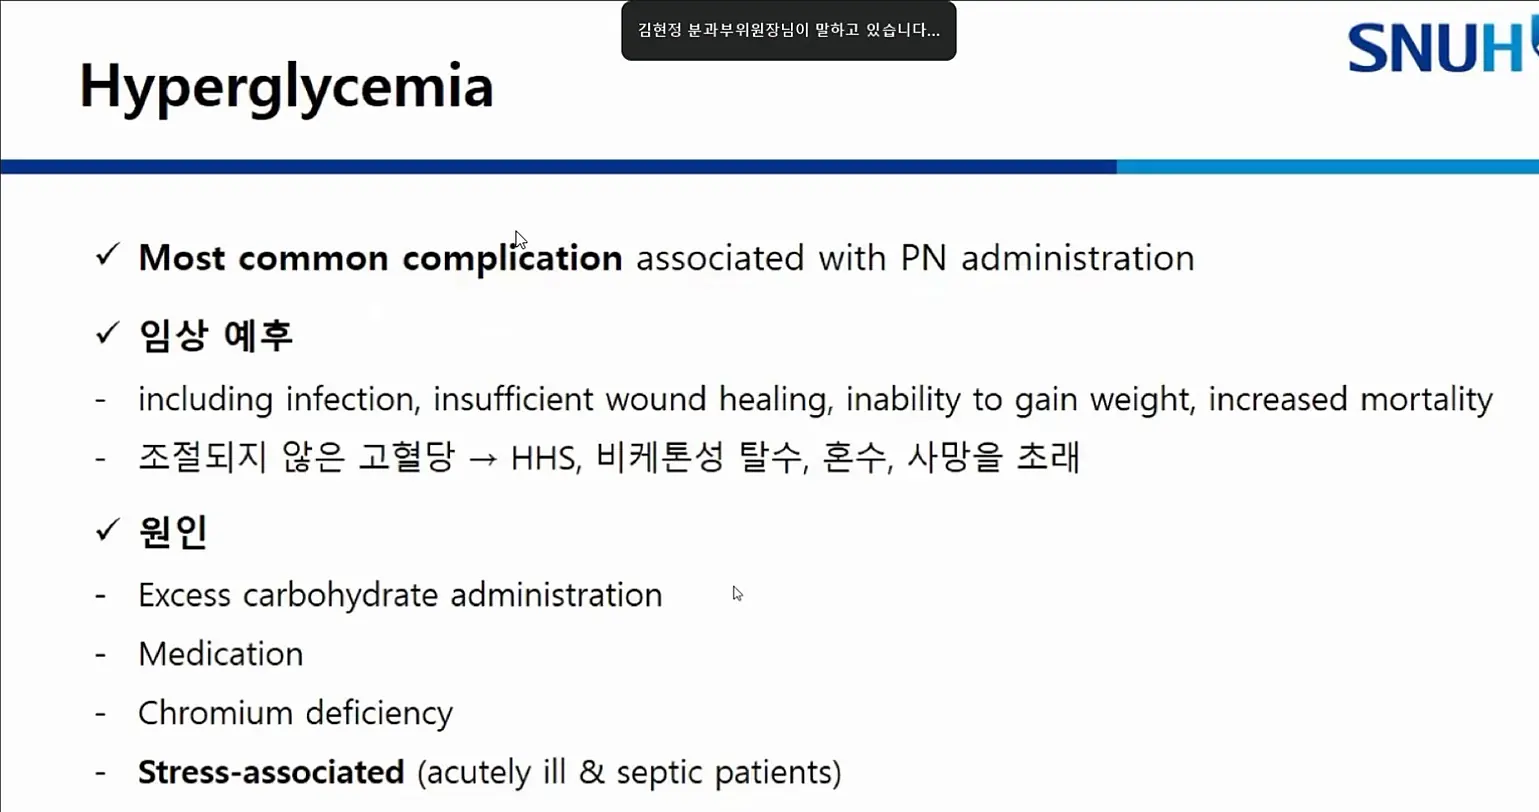 김현정 분과부위원장님이 말하고 있습니다...
SNUH
Hyperglycemia
✓ Most common complication associated with PN administration
✓ 임상 예후
- including infection, insufficient wound healing, inability to gain weight, increased mortality
- 조절되지 않은 고혈당 → HHS, 비케톤성 탈수, 혼수, 사망을 초래
✓ 원인
- Excess carbohydrate administration
- Medication
- Chromium deficiency
- Stress-associated (acutely ill & septic patients)